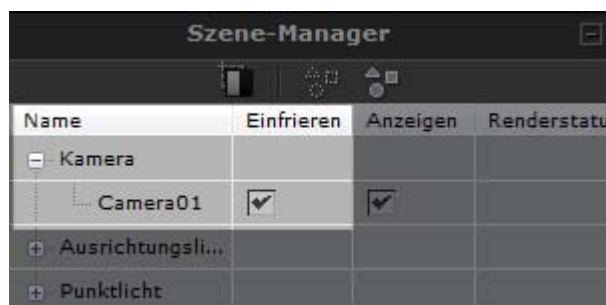 Szene-Manager
Name Einfrieren Anzeigen Renderstatu
Kamera
Camera01
Ausrichtungsli...
Punktlicht